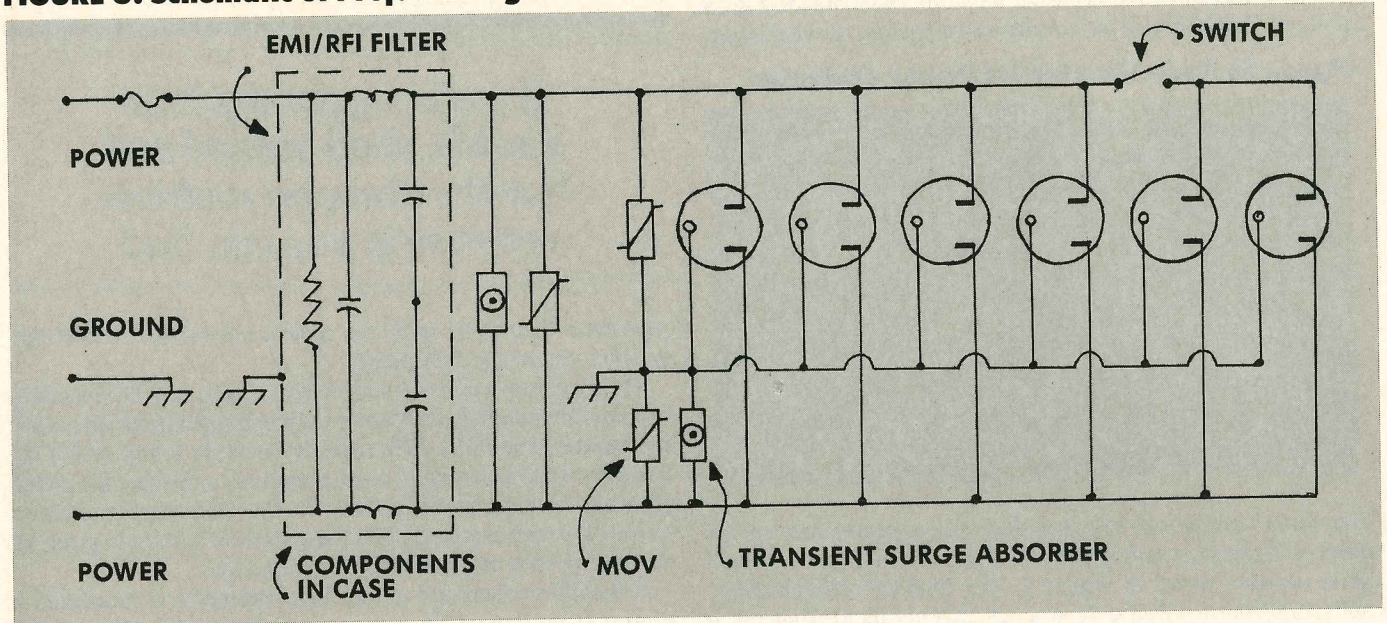 EMI/RFI FILTER
SWITCH
POWER
GROUND
POWER
COMPONENTS
IN CASE
MOV
TRANSIENT SURGE ABSORBER